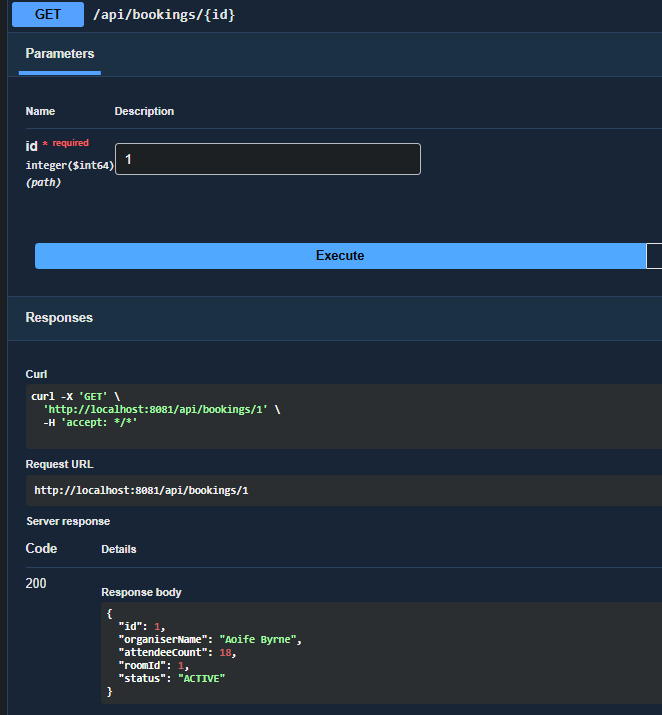 GET /api/bookings/{id}
Parameters
Name Description
id * required
integer($int64)
(path)
1
Execute
Responses
Curl
curl -X 'GET' \
'http://localhost:8081/api/bookings/1' \
-H 'accept: */*'
Request URL
http://localhost:8081/api/bookings/1
Server response
Code Details
200
Response body
{
"id": 1,
"organiserName": "Aoife Byrne",
"attendeeCount": 18,
"roomId": 1,
"status": "ACTIVE"
}